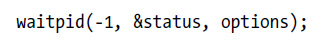 waitpid(-1, &status, options);